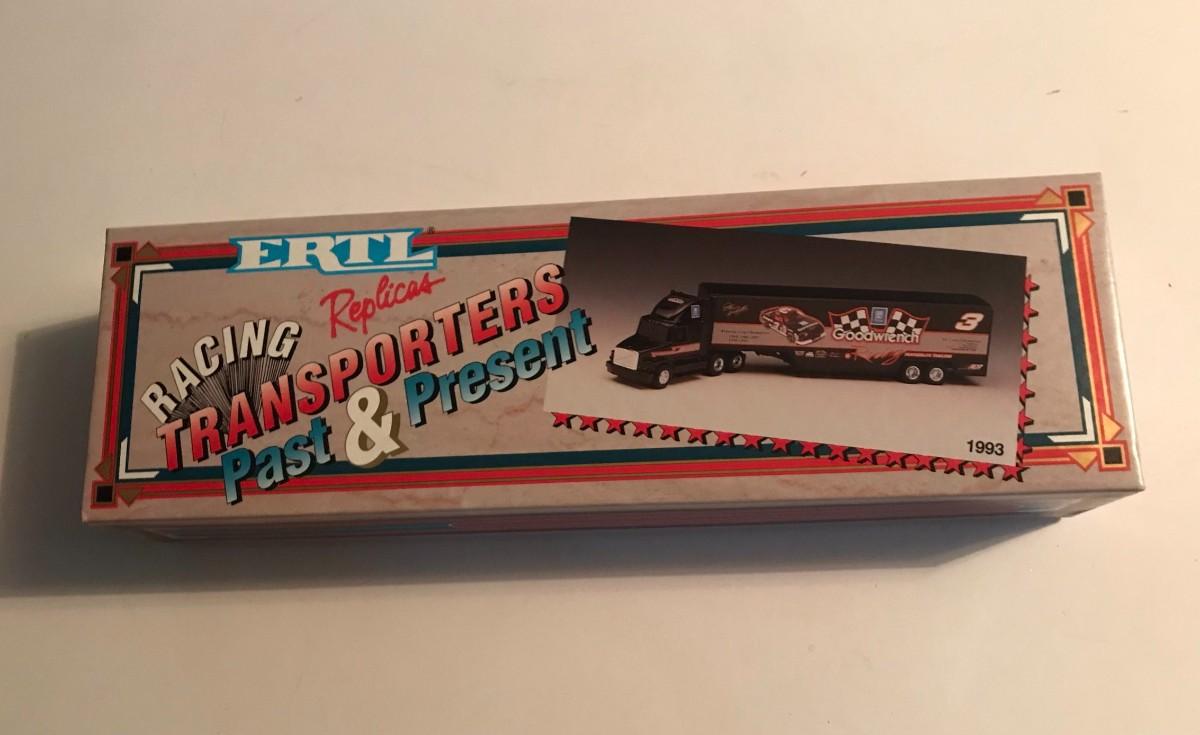 ERTL®
Replicas
RACING
TRANSPORTERS
Past & Present
Goodwrench
3
1993